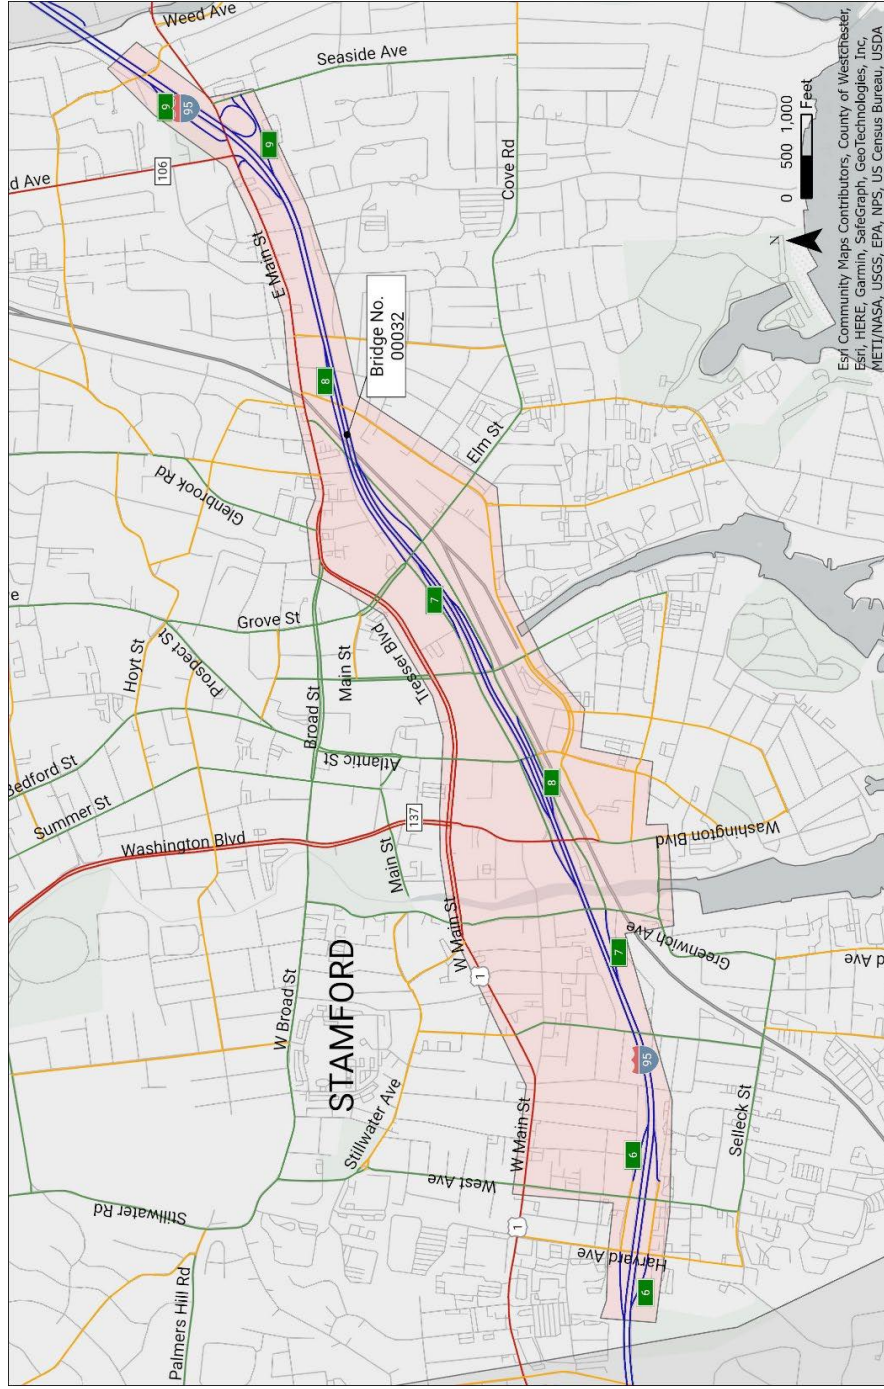 d Ave
e
Weed Ave
Seaside Ave
9
95
106
9
E Main St
Cove Rd
Bridge No.
00032
8
Elm St
Glenbrook Rd
Grove St
Hoyt St
Prospect St
Main St
Tresser Blvd
7
Broad St
Atlantic St
Bedford St
Summer St
Washington Blvd
137
Main St
8
Washington Blvd
STAMFORD
W Broad St
W Main St
1
Greenwich Ave
7
d Ave
Stillwater Ave
W Main St
95
6
Selleck St
West Ave
Stillwater Rd
Palmers Hill Rd
1
Harvard Ave
6
N
0 500 1,000
Feet
Esri Community Maps Contributors, County of Westchester,
Esri, HERE, Garmin, SafeGraph, GeoTechnologies, Inc,
METI/NASA, USGS, EPA, NPS, US Census Bureau, USDA